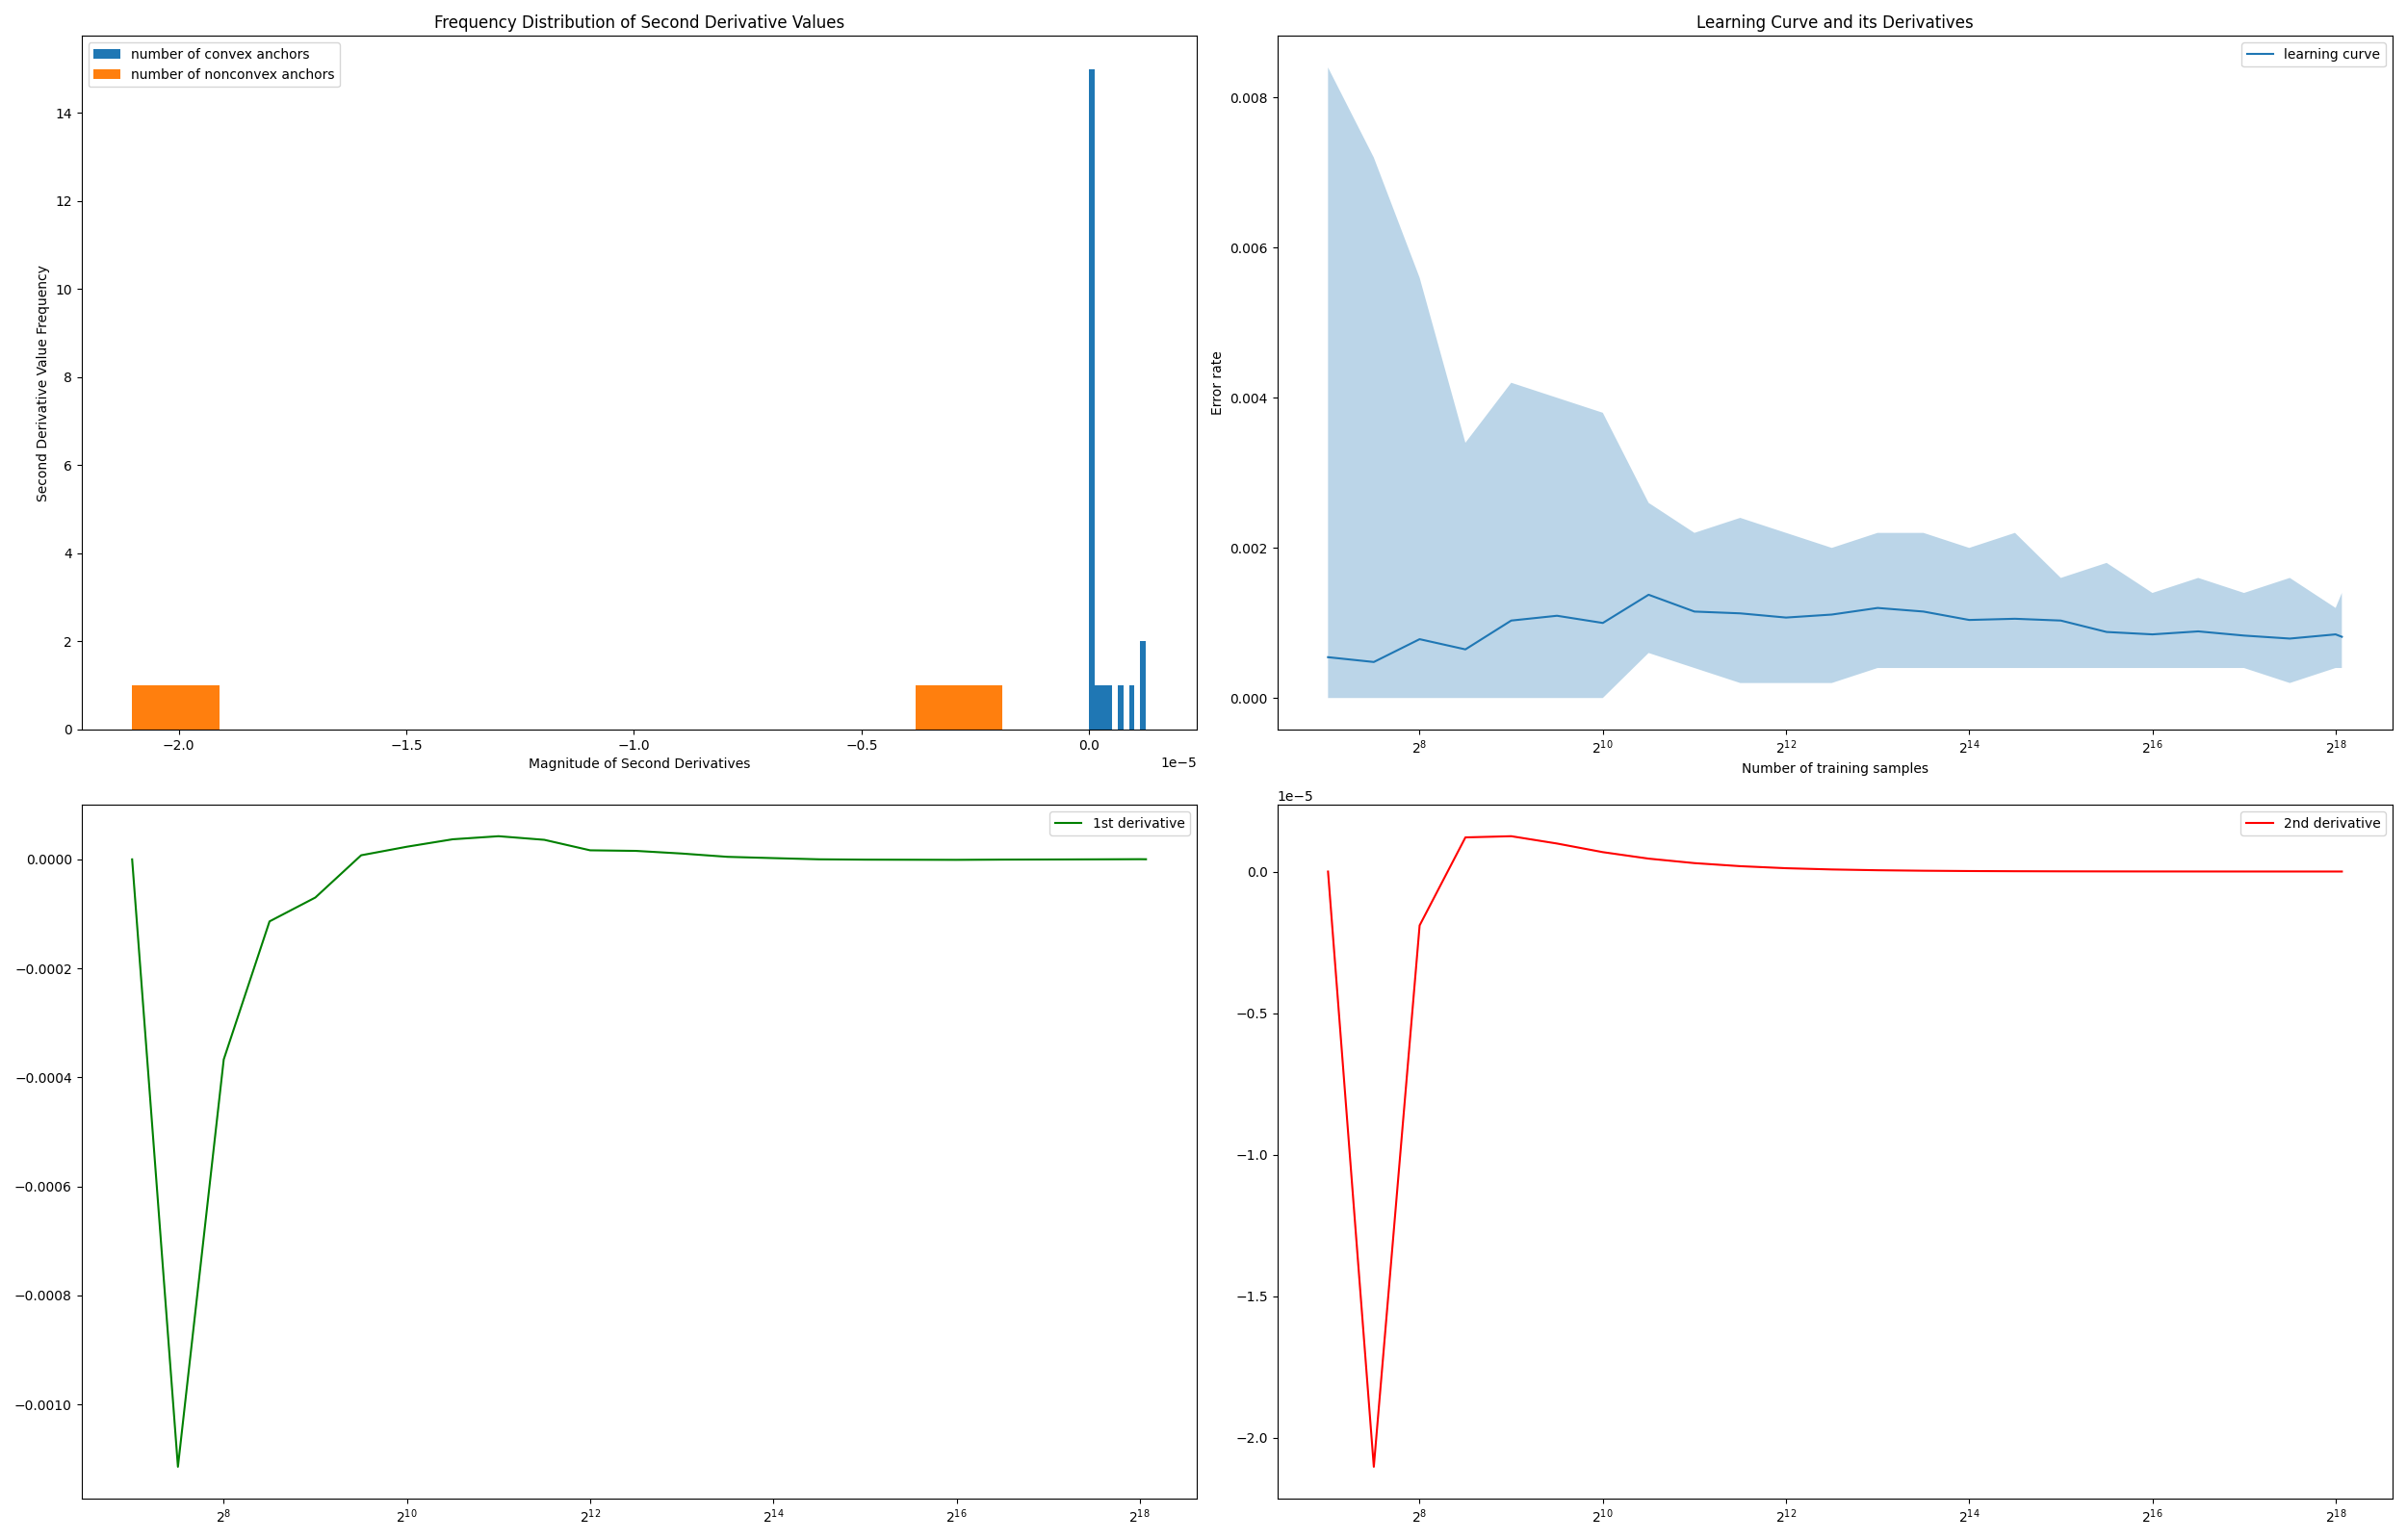 Frequency Distribution of Second Derivative Values
number of convex anchors
number of nonconvex anchors
14
12
10
8
6
4
2
0
Second Derivative Value Frequency
−2.0 −1.5 −1.0 −0.5 0.0
1e−5
Magnitude of Second Derivatives
Learning Curve and its Derivatives
learning curve
0.008
0.006
0.004
0.002
0.000
Error rate
2^8 2^10 2^12 2^14 2^16 2^18
Number of training samples
1st derivative
0.0000
−0.0002
−0.0004
−0.0006
−0.0008
−0.0010
2^8 2^10 2^12 2^14 2^16 2^18
1e−5
2nd derivative
0.0
−0.5
−1.0
−1.5
−2.0
2^8 2^10 2^12 2^14 2^16 2^18